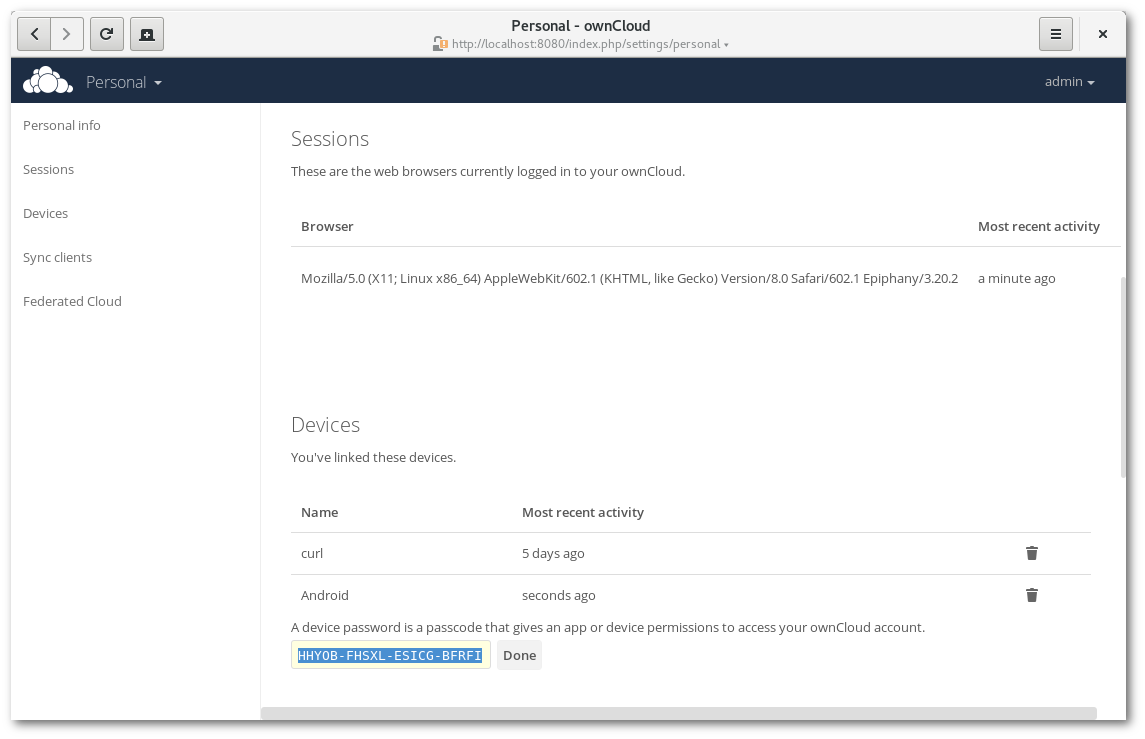 Personal - ownCloud
http://localhost:8080/index.php/settings/personal
Personal
admin
Personal info
Sessions
Devices
Sync clients
Federated Cloud
Sessions
These are the web browsers currently logged in to your ownCloud.
Browser Most recent activity
Mozilla/5.0 (X11; Linux x86_64) AppleWebKit/602.1 (KHTML, like Gecko) Version/8.0 Safari/602.1 Epiphany/3.20.2 a minute ago
Devices
You've linked these devices.
Name Most recent activity
curl 5 days ago
Android seconds ago
A device password is a passcode that gives an app or device permissions to access your ownCloud account.
HHYOB-FHSXL-ESICG-BFRFI Done